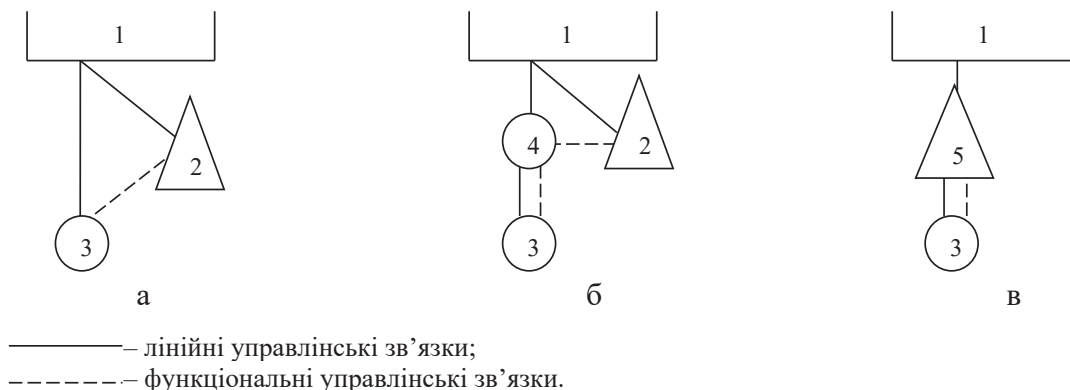 1 1 1
2 4 2 5
3 3 3
а б в
– лінійні управлінські зв’язки;
– функціональні управлінські зв’язки.